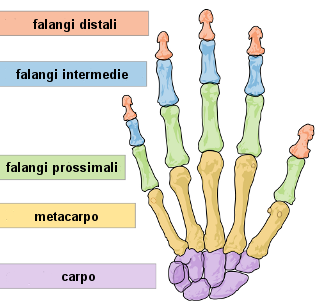 falangi distali
falangi intermedie
falangi prossimali
metacarpo
carpo